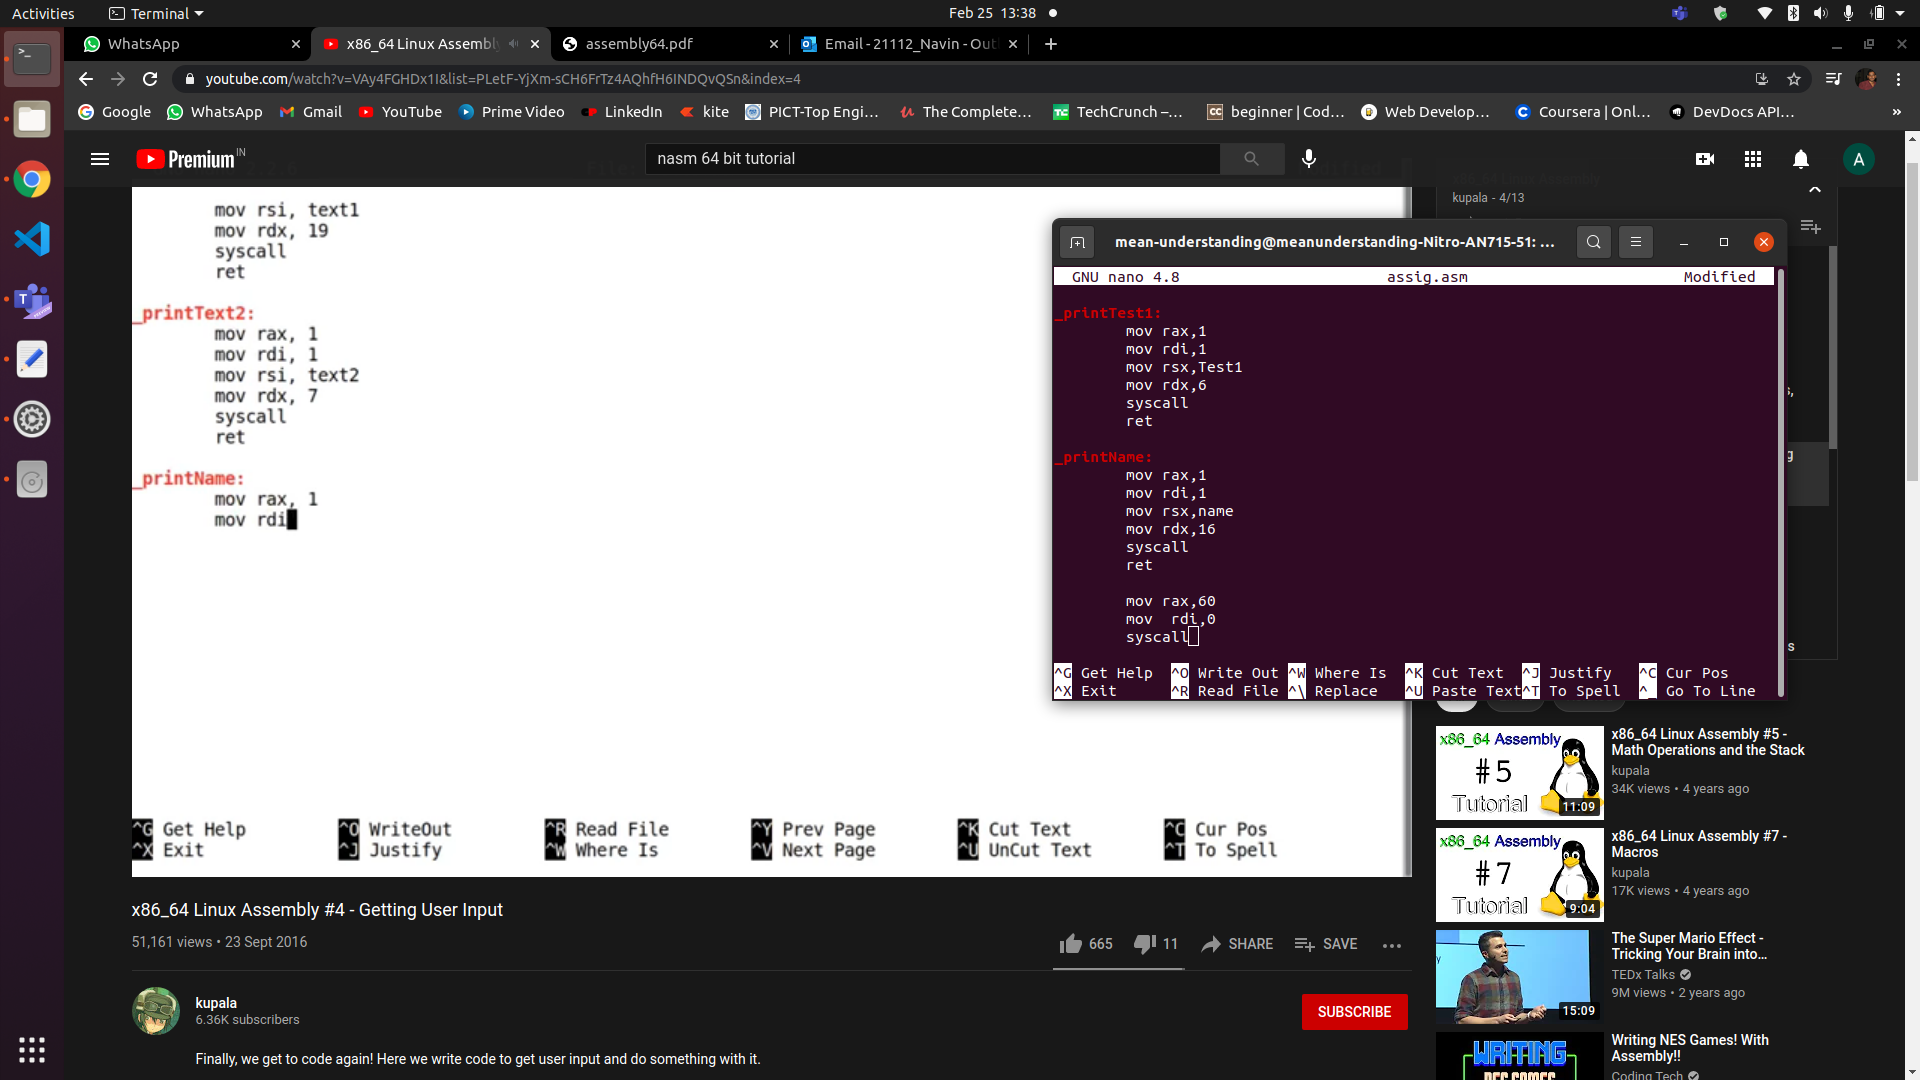 Activities
Terminal
Feb 25 13:38
WhatsApp
x86_64 Linux Assembly
assembly64.pdf
Email - 21112_Navin - Out
youtube.com/watch?v=VAy4FGHDx1I&list=PLetF-YjXm-sCH6FrTz4AQhfH6INDQvQSn&index=4
Google
WhatsApp
Gmail
YouTube
Prime Video
LinkedIn
kite
PICT-Top Engi...
The Complete...
TechCrunch –...
beginner | Cod...
Web Develop...
Coursera | Onl...
DevDocs API...
»
Premium IN
nasm 64 bit tutorial
A
kupala - 4/13
mov rsi, text1
mov rdx, 19
syscall
ret
_printText2:
mov rax, 1
mov rdi, 1
mov rsi, text2
mov rdx, 7
syscall
ret
_printName:
mov rax, 1
mov rdi
^G Get Help ^O WriteOut ^R Read File ^Y Prev Page ^K Cut Text ^C Cur Pos
^X Exit ^J Justify ^W Where Is ^V Next Page ^U UnCut Text ^T To Spell
mean-understanding@meanunderstanding-Nitro-AN715-51: ...
GNU nano 4.8 assig.asm Modified
_printTest1:
mov rax,1
mov rdi,1
mov rsx,Test1
mov rdx,6
syscall
ret
_printName:
mov rax,1
mov rdi,1
mov rsx,name
mov rdx,16
syscall
ret
mov rax,60
mov  rdi,0
syscall
^G Get Help ^O Write Out ^W Where Is ^K Cut Text ^J Justify ^C Cur Pos
^X Exit ^R Read File ^\ Replace ^U Paste Text ^T To Spell ^_ Go To Line
x86_64 Linux Assembly #4 - Getting User Input
51,161 views • 23 Sept 2016
665
11
SHARE
SAVE
kupala
6.36K subscribers
SUBSCRIBE
Finally, we get to code again! Here we write code to get user input and do something with it.
x86_64 Assembly
#5
Tutorial
11:09
x86_64 Linux Assembly #5 -
Math Operations and the Stack
kupala
34K views • 4 years ago
x86_64 Assembly
#7
Tutorial
9:04
x86_64 Linux Assembly #7 -
Macros
kupala
17K views • 4 years ago
15:09
The Super Mario Effect -
Tricking Your Brain into...
TEDx Talks
9M views • 2 years ago
WRITING
Writing NES Games! With
Assembly!!
Coding Tech